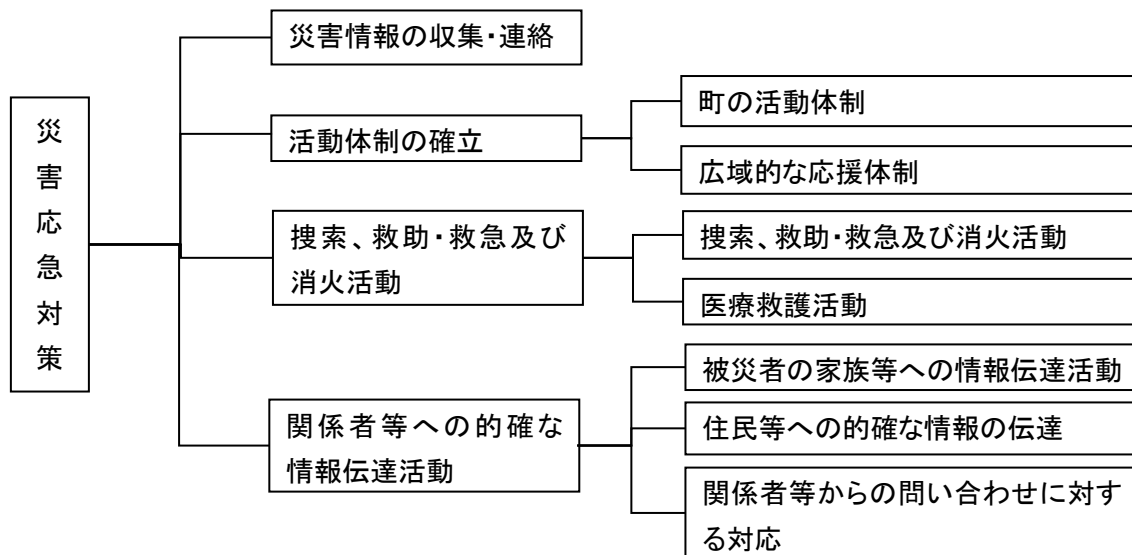 災害応急対策
災害情報の収集・連絡
活動体制の確立
町の活動体制
広域的な応援体制
捜索、救助・救急及び
消火活動
捜索、救助・救急及び消火活動
医療救護活動
関係者等への的確な
情報伝達活動
被災者の家族等への情報伝達活動
住民等への的確な情報の伝達
関係者等からの問い合わせに対す
る対応